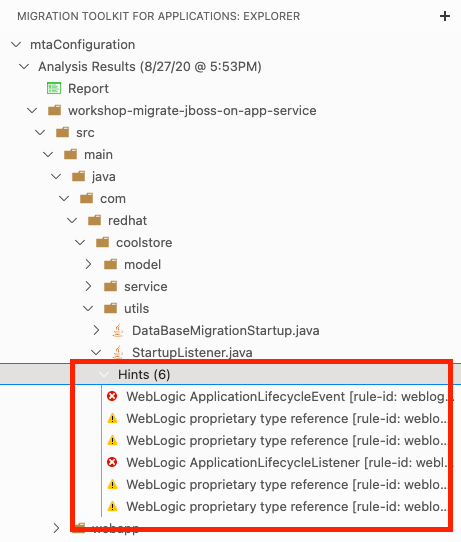 MIGRATION TOOLKIT FOR APPLICATIONS: EXPLORER
mtaConfiguration
Analysis Results (8/27/20 @ 5:53PM)
Report
workshop-migrate-jboss-on-app-service
src
main
java
com
redhat
coolstore
model
service
utils
DataBaseMigrationStartup.java
StartupListener.java
Hints (6)
WebLogic ApplicationLifecycleEvent [rule-id: weblog...
WebLogic proprietary type reference [rule-id: weblo...
WebLogic proprietary type reference [rule-id: weblo...
WebLogic ApplicationLifecycleListener [rule-id: webl...
WebLogic proprietary type reference [rule-id: weblo...
WebLogic proprietary type reference [rule-id: weblo...
webapp